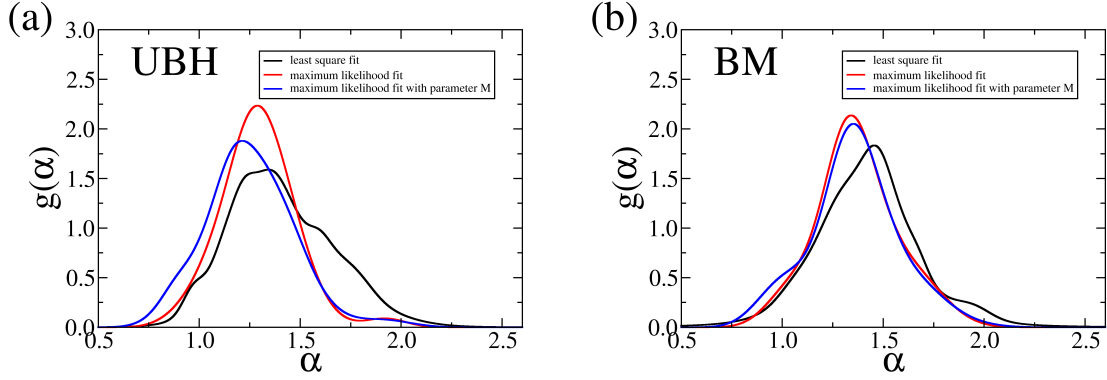 (a)
UBH
least square fit
maximum likelihood fit
maximum likelihood fit with parameter M
3.0
2.5
2.0
1.5
1.0
0.5
0.0
g(α)
0.5 1.0 1.5 2.0 2.5
α
(b)
BM
least square fit
maximum likelihood fit
maximum likelihood fit with parameter M
3.0
2.5
2.0
1.5
1.0
0.5
0.0
g(α)
0.5 1.0 1.5 2.0 2.5
α